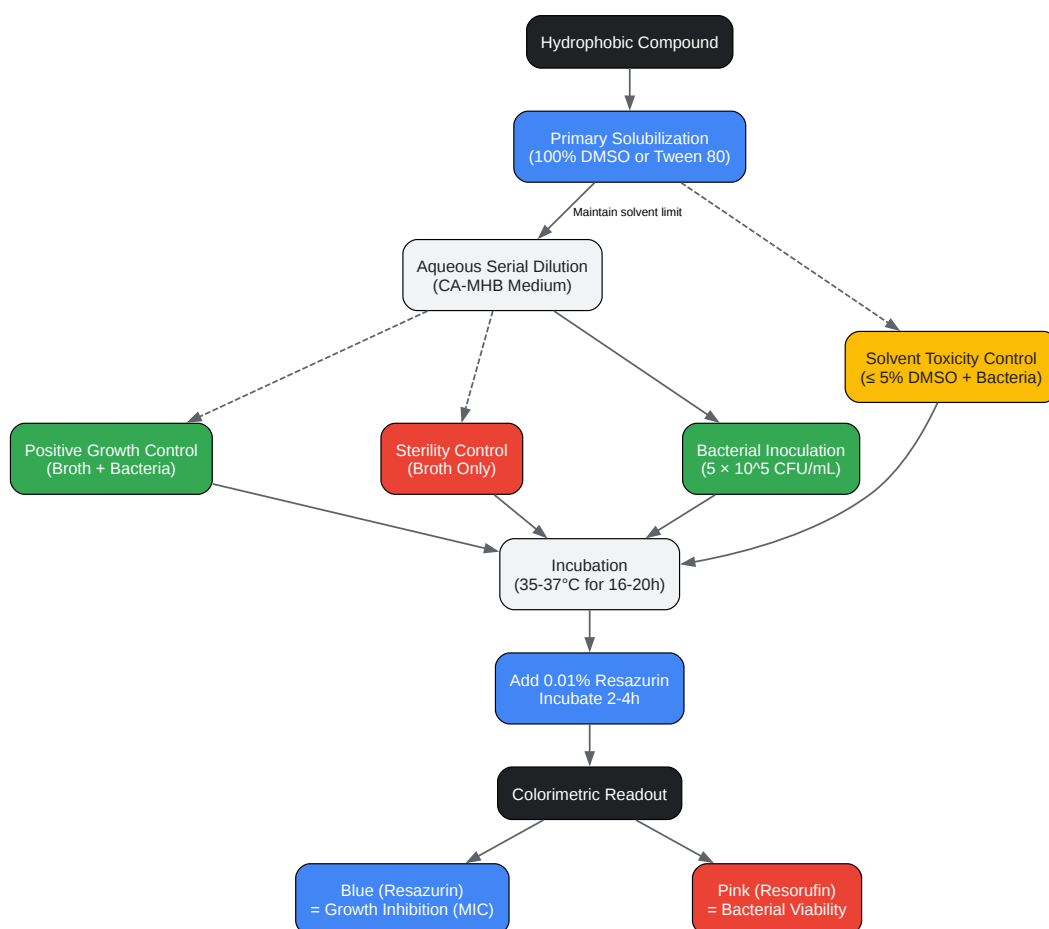 Hydrophobic Compound
Primary Solubilization
(100% DMSO or Tween 80)
Maintain solvent limit
Aqueous Serial Dilution
(CA-MHB Medium)
Solvent Toxicity Control
(≤ 5% DMSO + Bacteria)
Positive Growth Control
(Broth + Bacteria)
Sterility Control
(Broth Only)
Bacterial Inoculation
(5 × 10^5 CFU/mL)
Incubation
(35-37°C for 16-20h)
Add 0.01% Resazurin
Incubate 2-4h
Colorimetric Readout
Blue (Resazurin)
= Growth Inhibition (MIC)
Pink (Resorufin)
= Bacterial Viability